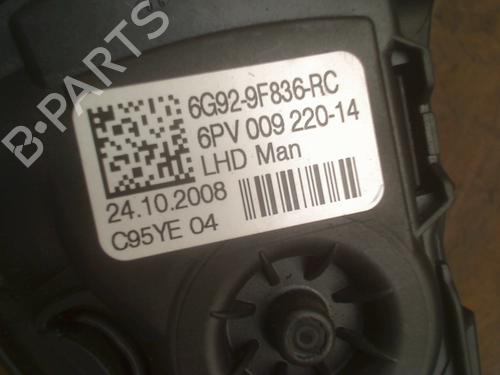 6G92-9F836-RC
6PV 009 220-14
LHD Man
24.10.2008
C95YE 04
B-PARTS